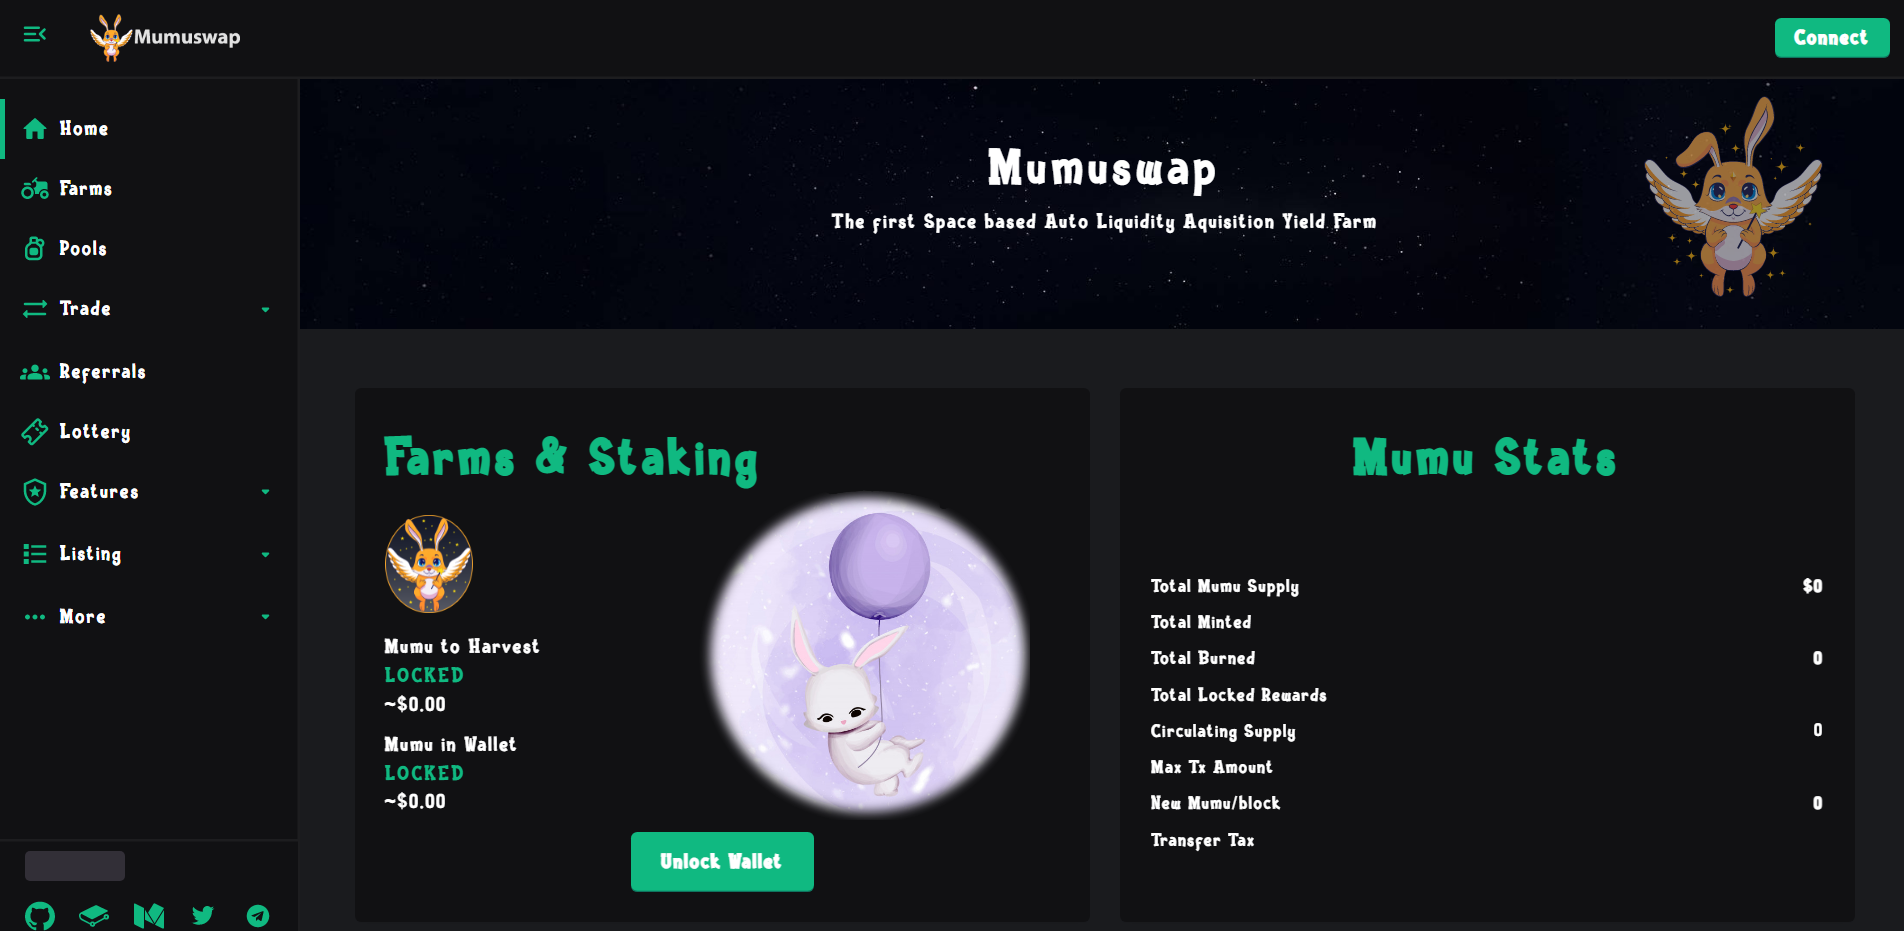 Mumuswap
Connect
Home
Farms
Pools
Trade
Referrals
Lottery
Features
Listing
More
Mumuswap
The first Space based Auto Liquidity Aquisition Yield Farm
Farms & Staking
Mumu to Harvest
LOCKED
~$0.00
Mumu in Wallet
LOCKED
~$0.00
Unlock Wallet
Mumu Stats
Total Mumu Supply $0
Total Minted
Total Burned 0
Total Locked Rewards
Circulating Supply 0
Max Tx Amount
New Mumu/block 0
Transfer Tax